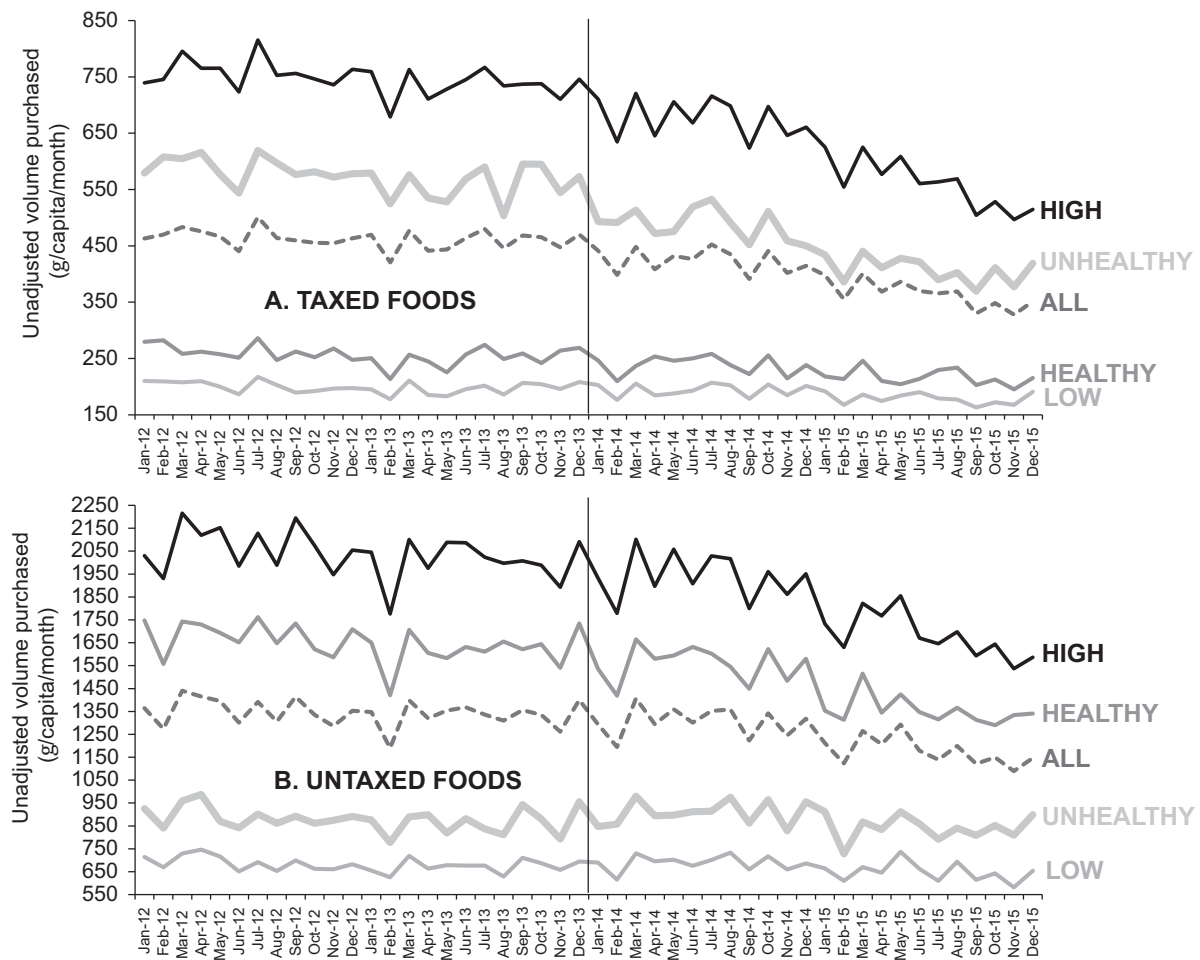 Unadjusted volume purchased
(g/capita/month)
850
750
650
550
450
350
250
150
A. TAXED FOODS
HIGH
UNHEALTHY
ALL
HEALTHY
LOW
Jan-12
Feb-12
Mar-12
Apr-12
May-12
Jun-12
Jul-12
Aug-12
Sep-12
Oct-12
Nov-12
Dec-12
Jan-13
Feb-13
Mar-13
Apr-13
May-13
Jun-13
Jul-13
Aug-13
Sep-13
Oct-13
Nov-13
Dec-13
Jan-14
Feb-14
Mar-14
Apr-14
May-14
Jun-14
Jul-14
Aug-14
Sep-14
Oct-14
Nov-14
Dec-14
Jan-15
Feb-15
Mar-15
Apr-15
May-15
Jun-15
Jul-15
Aug-15
Sep-15
Oct-15
Nov-15
Dec-15
Unadjusted volume purchased
(g/capita/month)
2250
2150
2050
1950
1850
1750
1650
1550
1450
1350
1250
1150
1050
950
850
750
650
550
B. UNTAXED FOODS
HIGH
HEALTHY
ALL
UNHEALTHY
LOW
Jan-12
Feb-12
Mar-12
Apr-12
May-12
Jun-12
Jul-12
Aug-12
Sep-12
Oct-12
Nov-12
Dec-12
Jan-13
Feb-13
Mar-13
Apr-13
May-13
Jun-13
Jul-13
Aug-13
Sep-13
Oct-13
Nov-13
Dec-13
Jan-14
Feb-14
Mar-14
Apr-14
May-14
Jun-14
Jul-14
Aug-14
Sep-14
Oct-14
Nov-14
Dec-14
Jan-15
Feb-15
Mar-15
Apr-15
May-15
Jun-15
Jul-15
Aug-15
Sep-15
Oct-15
Nov-15
Dec-15